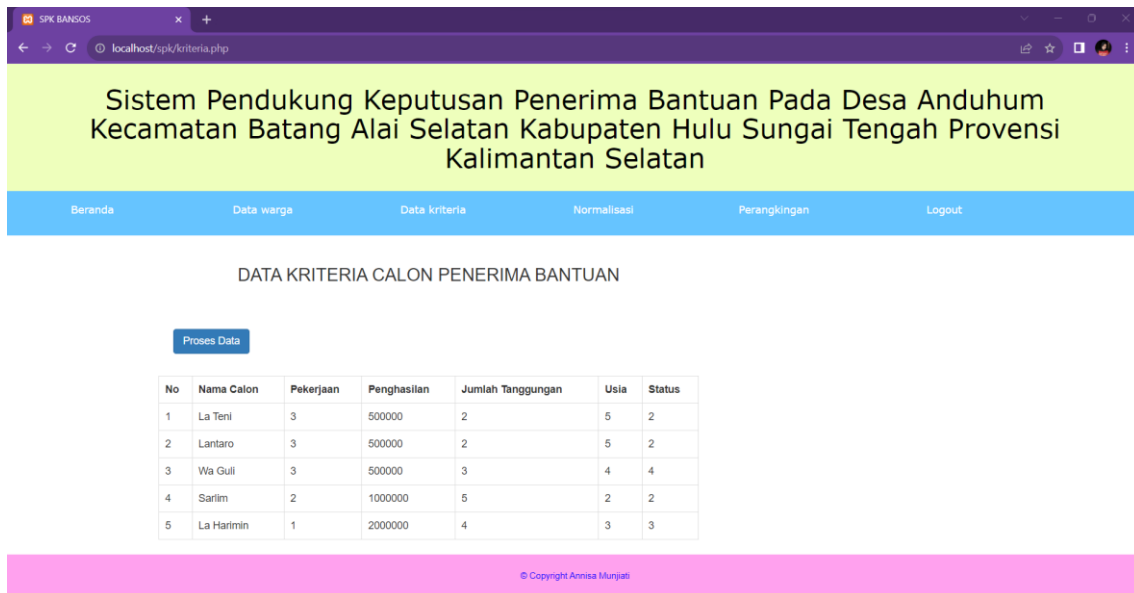 SPK BANSOS
localhost/spk/kriteria.php
Sistem Pendukung Keputusan Penerima Bantuan Pada Desa Anduhum
Kecamatan Batang Alai Selatan Kabupaten Hulu Sungai Tengah Provensi
Kalimantan Selatan
Beranda Data warga Data kriteria Normalisasi Perangkingan Logout
DATA KRITERIA CALON PENERIMA BANTUAN
Proses Data
No Nama Calon Pekerjaan Penghasilan Jumlah Tanggungan Usia Status
1 La Teni 3 500000 2 5 2
2 Lantaro 3 500000 2 5 2
3 Wa Guli 3 500000 3 4 4
4 Sarlim 2 1000000 5 2 2
5 La Harimin 1 2000000 4 3 3
© Copyright Annisa Munjiati